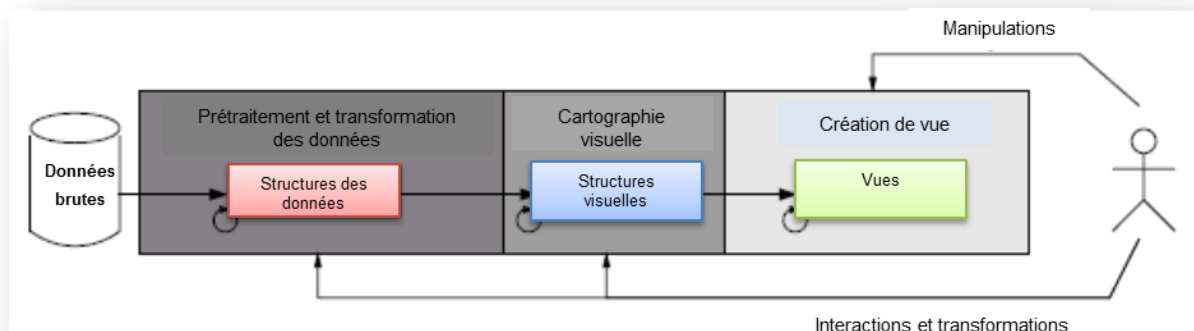 Manipulations
Prétraitement et transformation
des données
Cartographie
visuelle
Création de vue
Données
brutes
Structures des
données
Structures
visuelles
Vues
Interactions et transformations